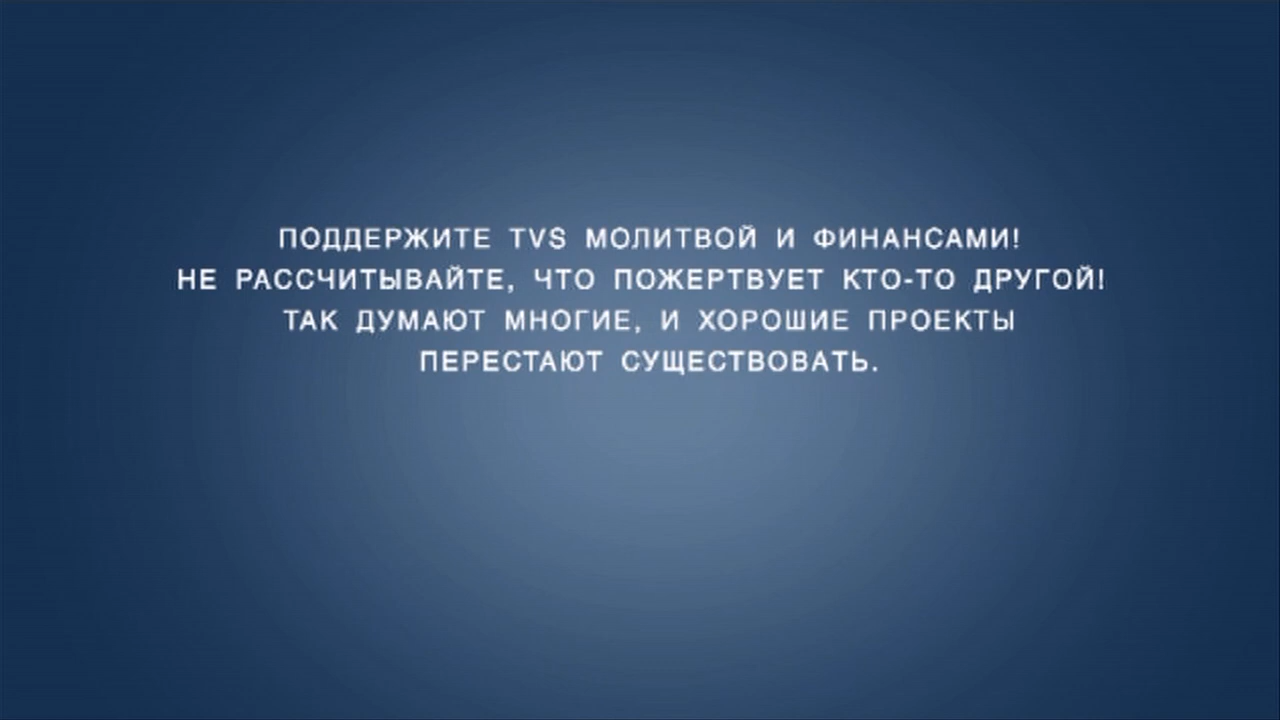 ПОДДЕРЖИТЕ TVS МОЛИТВОЙ И ФИНАНСАМИ!
НЕ РАССЧИТЫВАЙТЕ, ЧТО ПОЖЕРТВУЕТ КТО-ТО ДРУГОЙ!
ТАК ДУМАЮТ МНОГИЕ, И ХОРОШИЕ ПРОЕКТЫ
ПЕРЕСТАЮТ СУЩЕСТВОВАТЬ.